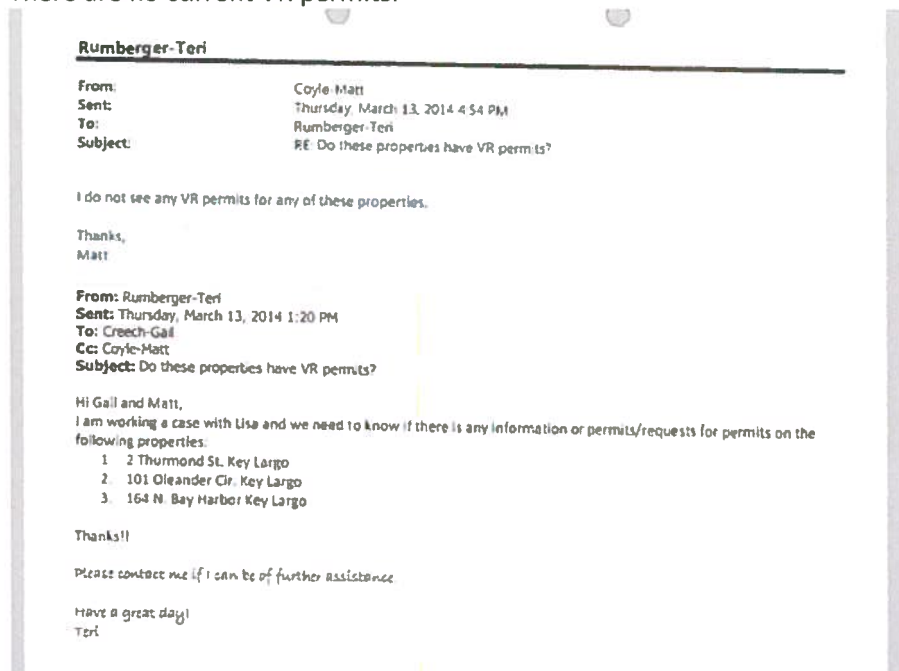 There are no current VR permits.
Rumberger-Teri
From: Coyle-Matt
Sent: Thursday, March 13, 2014 4:54 PM
To: Rumberger-Teri
Subject: RE: Do these properties have VR permits?
I do not see any VR permits for any of these properties.
Thanks,
Matt
From: Rumberger-Teri
Sent: Thursday, March 13, 2014 1:20 PM
To: Creech-Gail
Cc: Coyle-Matt
Subject: Do these properties have VR permits?
Hi Gail and Matt,
I am working a case with Lisa and we need to know if there is any information or permits/requests for permits on the
following properties:
1. 2 Thurmond St. Key Largo
2. 101 Oleander Cir. Key Largo
3. 164 N. Bay Harbor Key Largo
Thanks!!
Please contact me if I can be of further assistance
Have a great day!
Teri